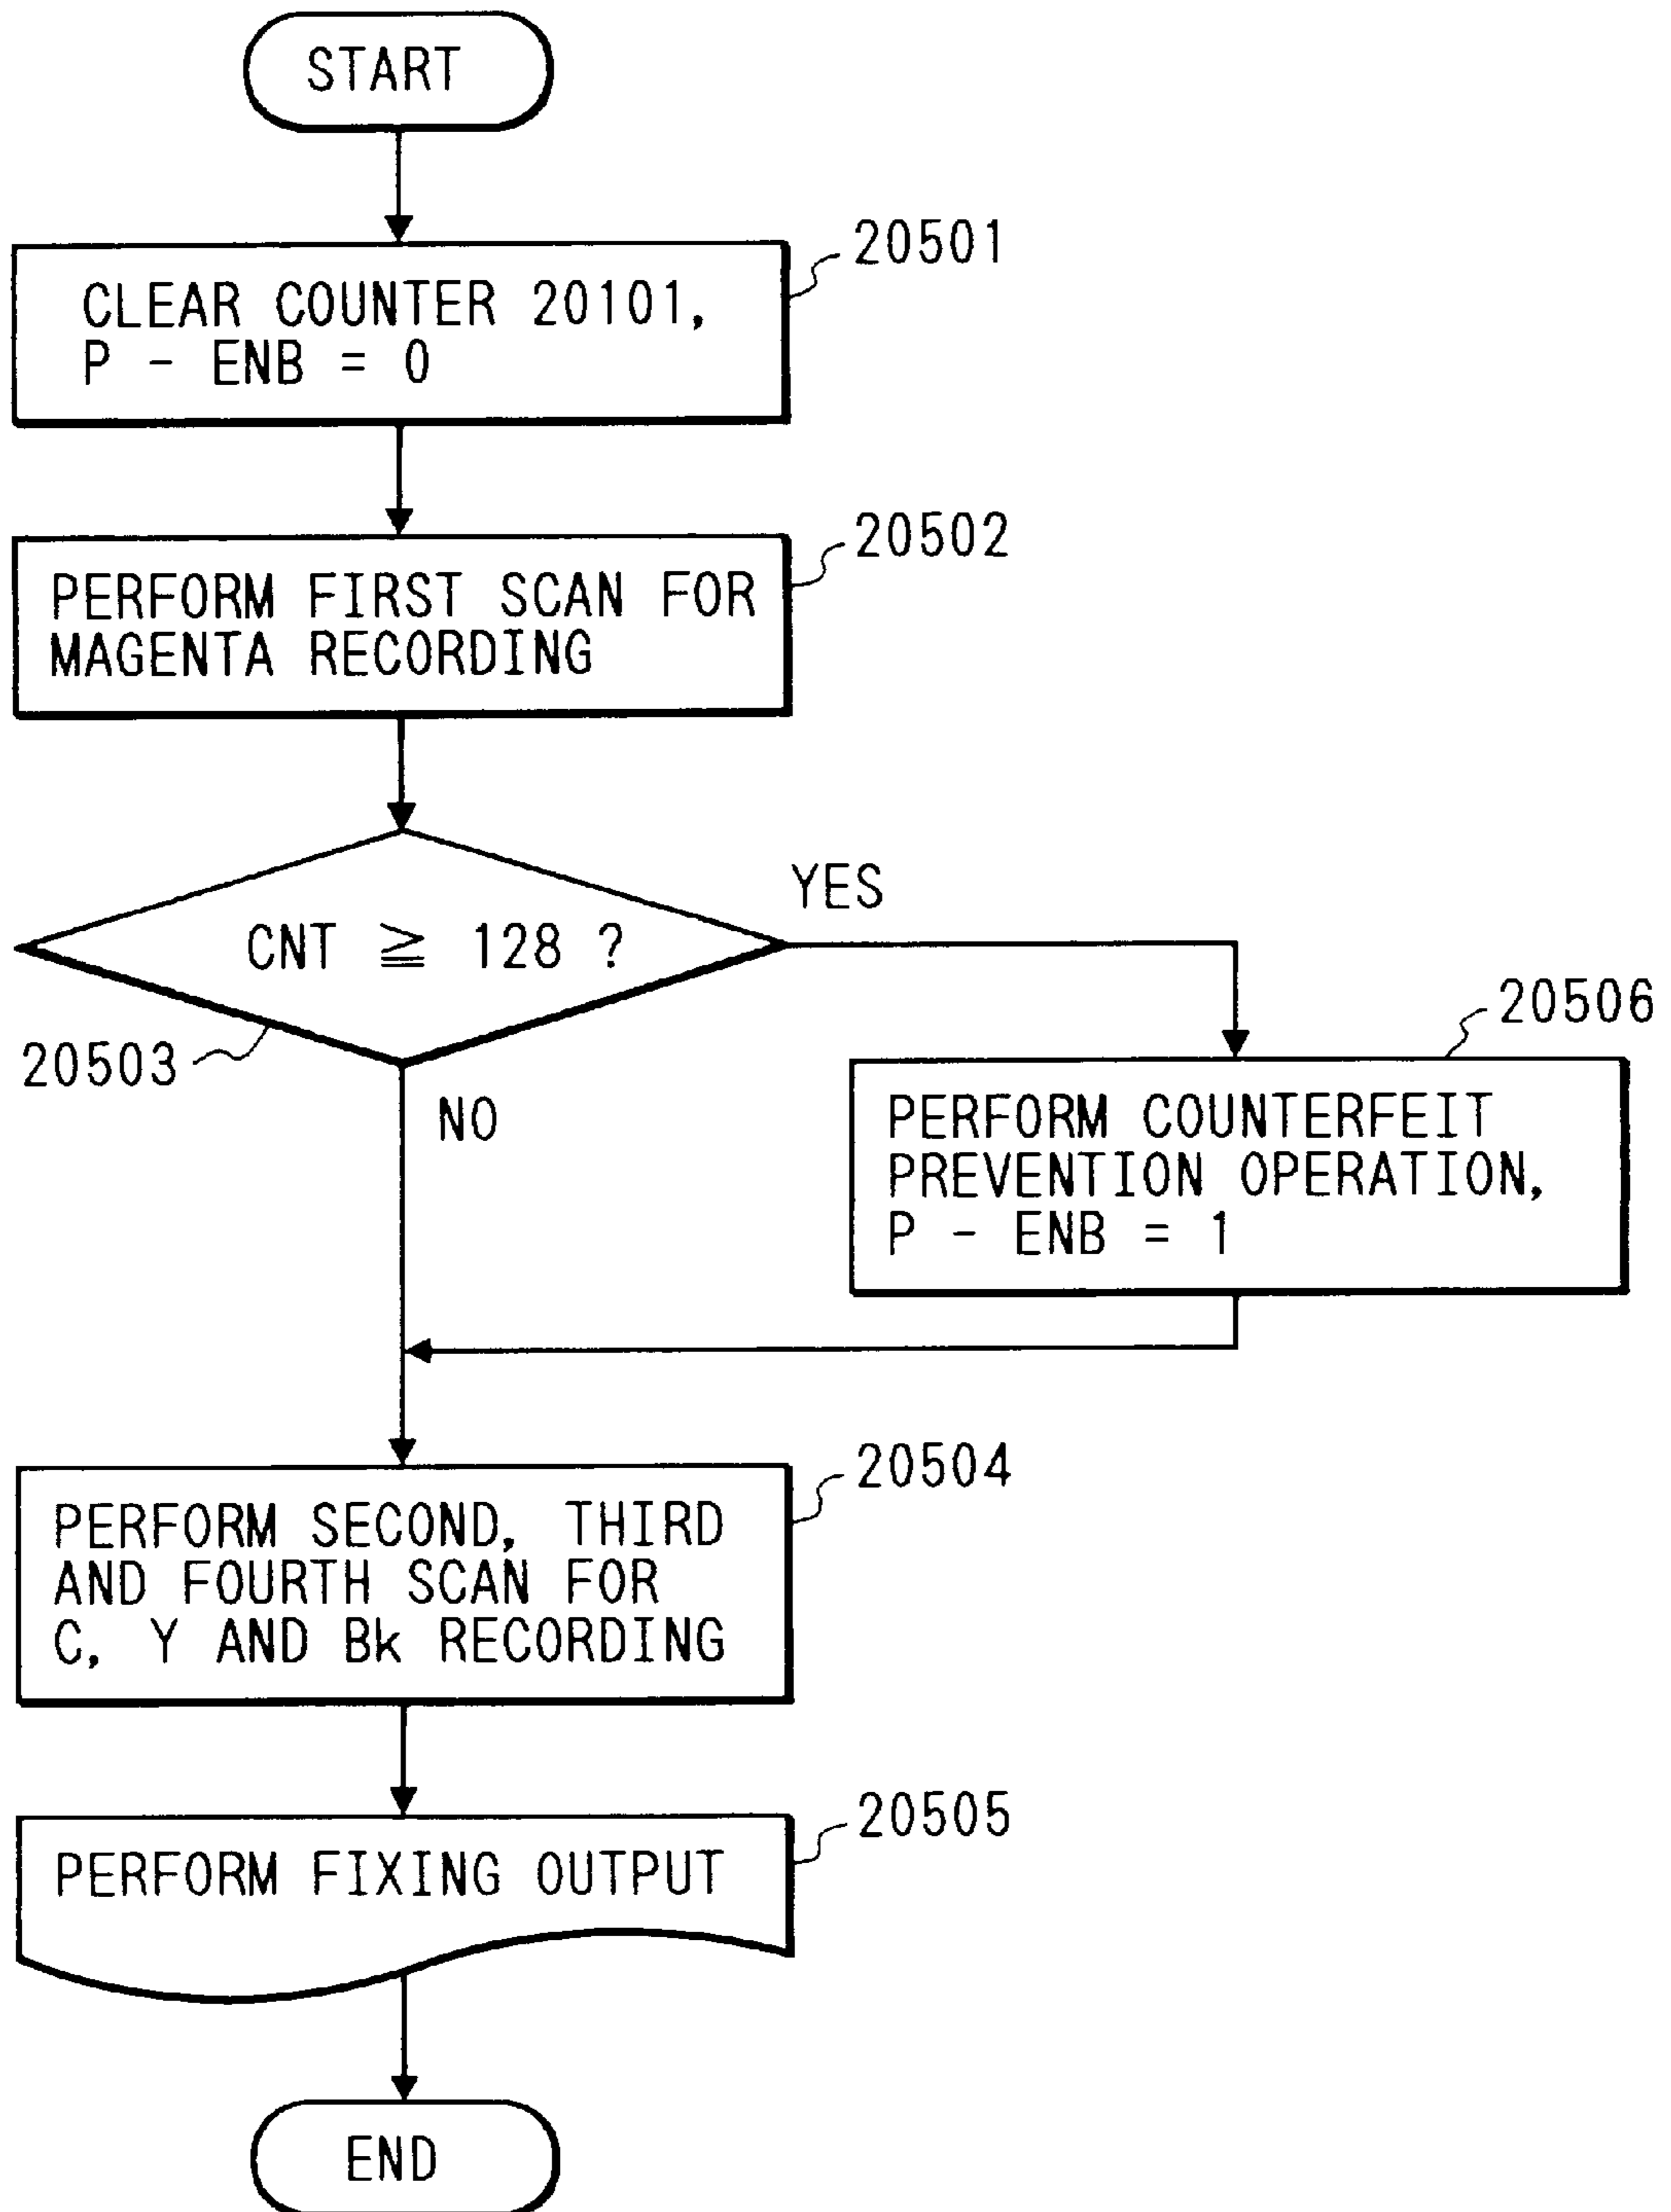 START
20501
CLEAR COUNTER 20101,
P - ENB = 0
20502
PERFORM FIRST SCAN FOR
MAGENTA RECORDING
YES
CNT ≧ 128 ?
20503
NO
20506
PERFORM COUNTERFEIT
PREVENTION OPERATION,
P - ENB = 1
20504
PERFORM SECOND, THIRD
AND FOURTH SCAN FOR
C, Y AND Bk RECORDING
20505
PERFORM FIXING OUTPUT
END